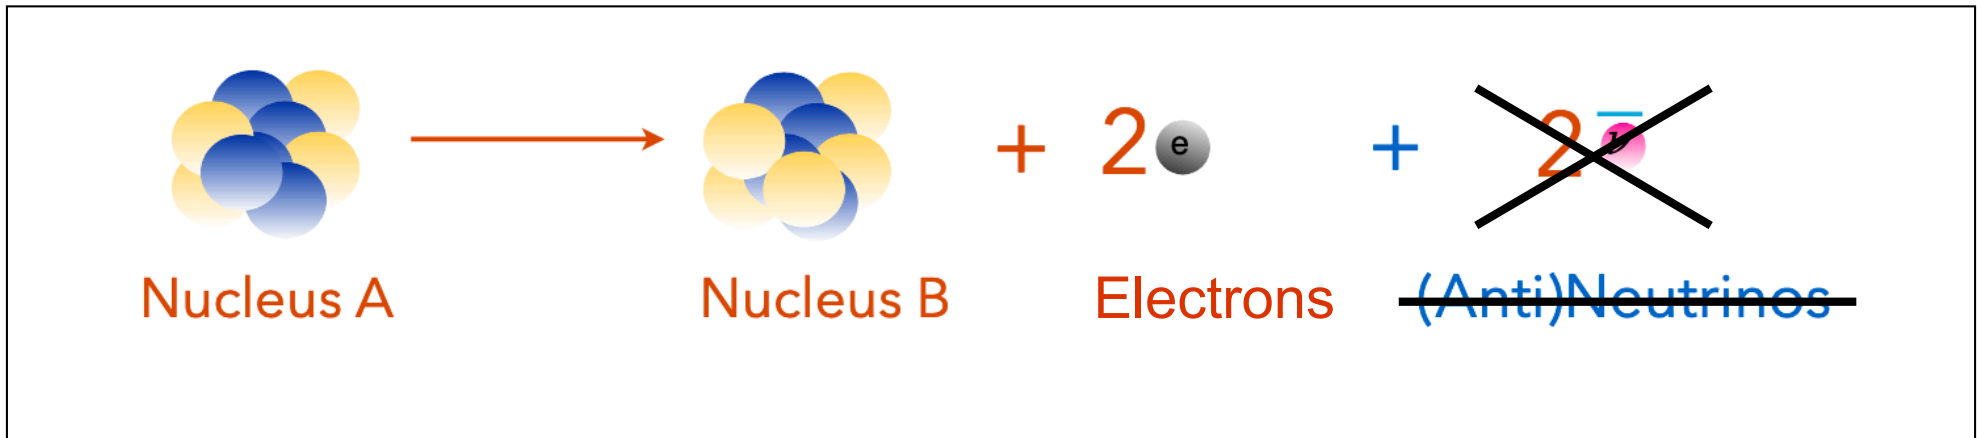 + 2 e + 2 ν̅
Nucleus A Nucleus B Electrons (Anti)Neutrinos